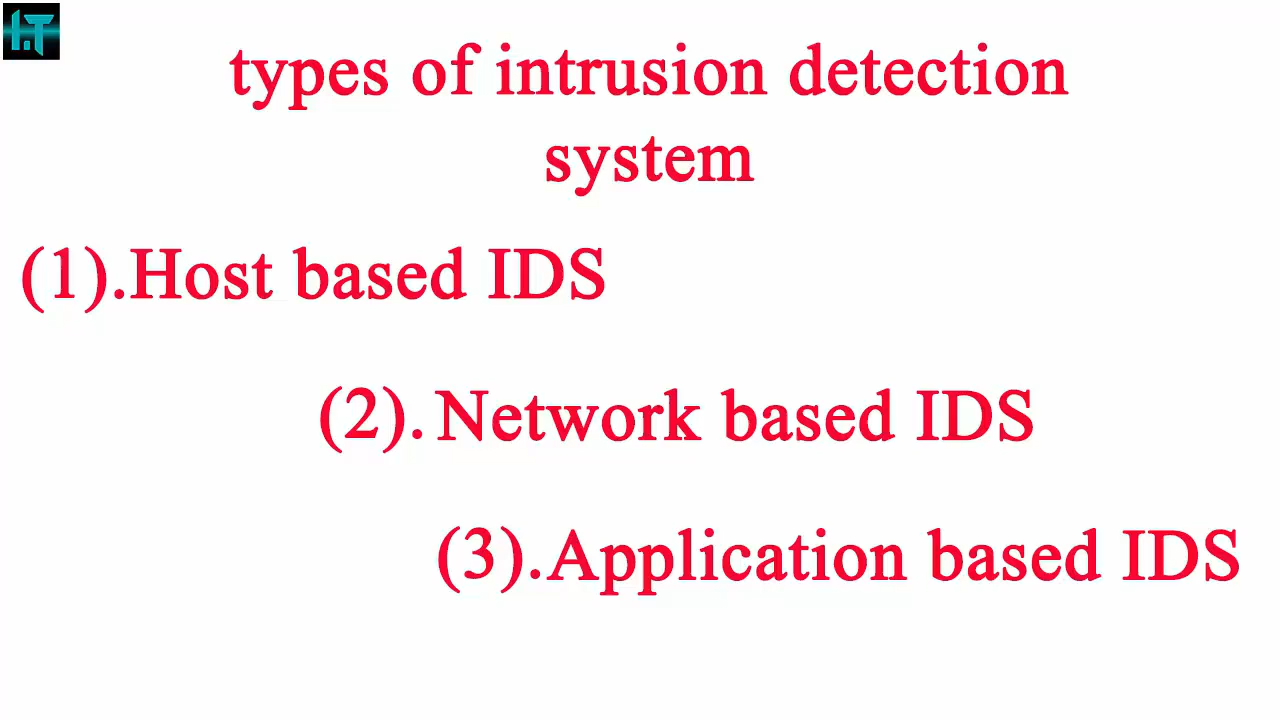 I.T
types of intrusion detection
system
(1).Host based IDS
(2). Network based IDS
(3).Application based IDS